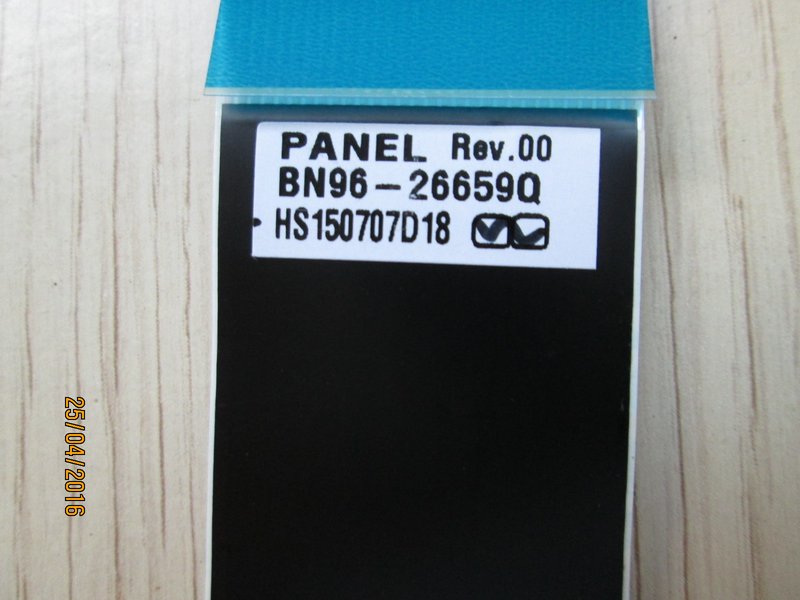 PANEL Rev.00
BN96-26659Q
HS150707D18
25/04/2016